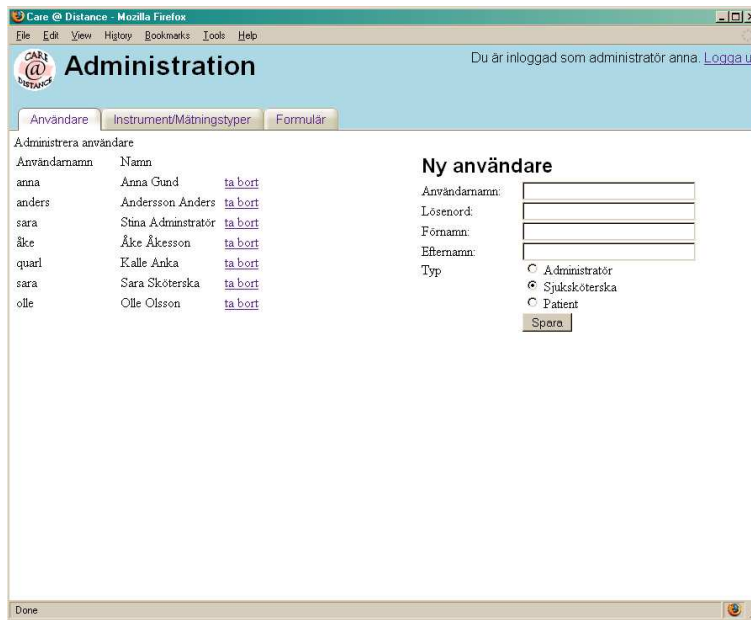 Care @ Distance - Mozilla Firefox
File Edit View History Bookmarks Tools Help
CARE @ DISTANCE
Administration
Du är inloggad som administratör anna. Logga u
Användare Instrument/Mätningstyper Formulär
Administrera användare
Användarnamn Namn
anna Anna Gund ta bort
anders Andersson Anders ta bort
sara Stina Adminstratör ta bort
åke Åke Åkesson ta bort
quarl Kalle Anka ta bort
sara Sara Sköterska ta bort
olle Olle Olsson ta bort
Ny användare
Användarnamn:
Lösenord:
Förnamn:
Efternamn:
Typ Administratör
Sjuksköterska
Patient
Spara
Done